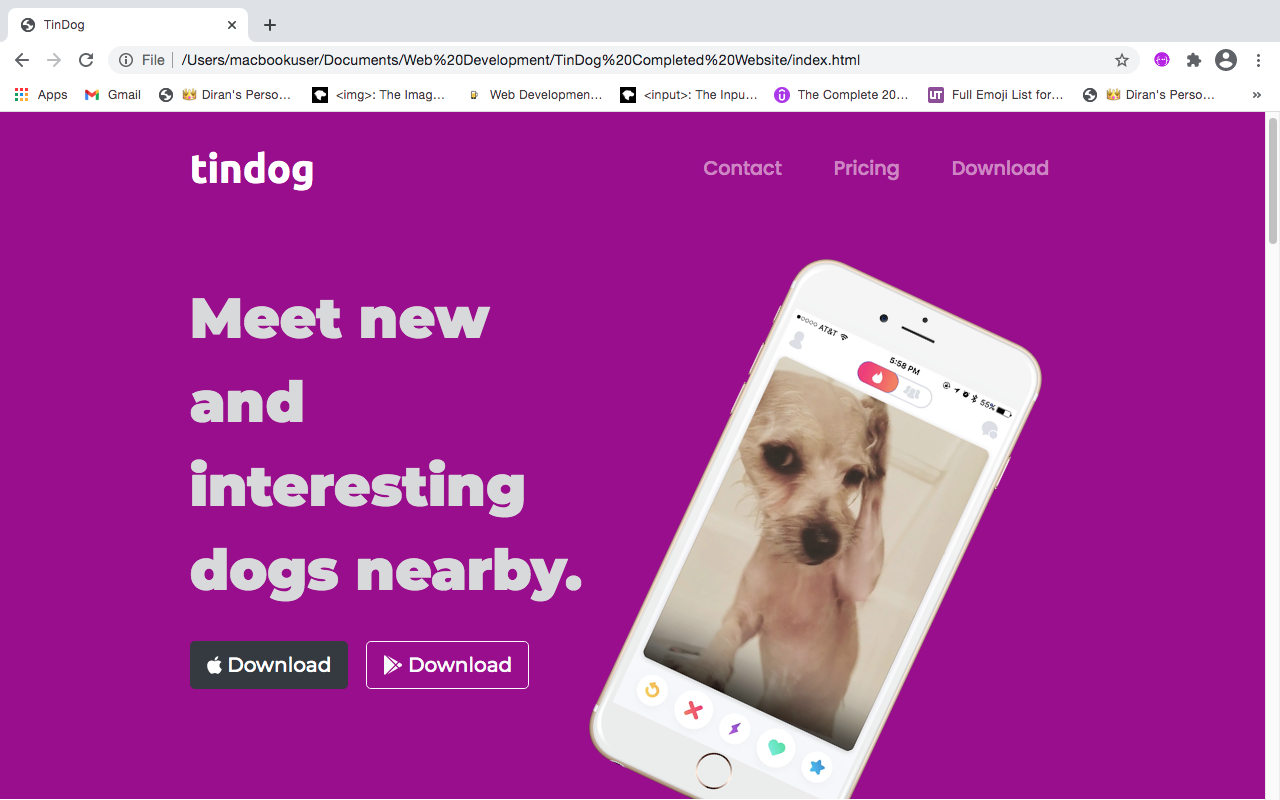 TinDog
File
/Users/macbookuser/Documents/Web%20Development/TinDog%20Completed%20Website/index.html
Apps
Gmail
Diran's Perso...
<img>: The Imag...
Web Developmen...
<input>: The Inpu...
The Complete 20...
Full Emoji List for...
Diran's Perso...
»
tindog
Contact
Pricing
Download
Meet new
and
interesting
dogs nearby.
Download
Download
AT&T
5:58 PM
55%